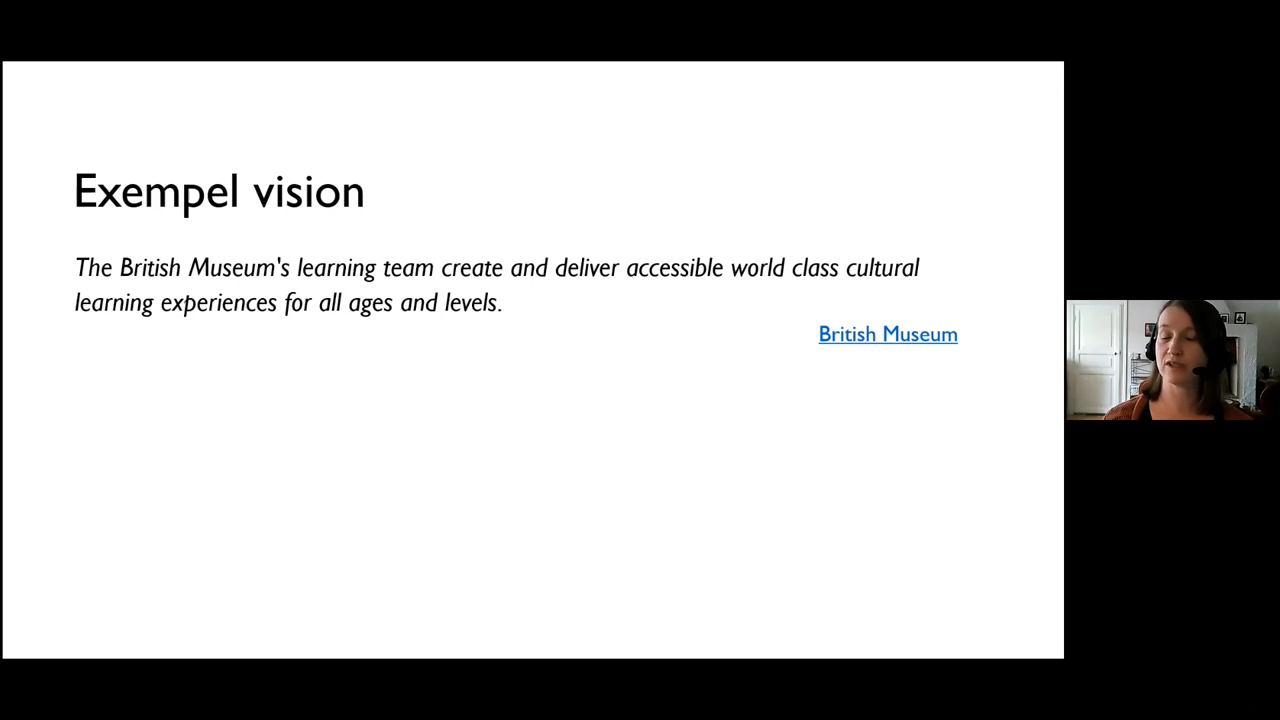 Exempel vision
The British Museum's learning team create and deliver accessible world class cultural
learning experiences for all ages and levels.
British Museum